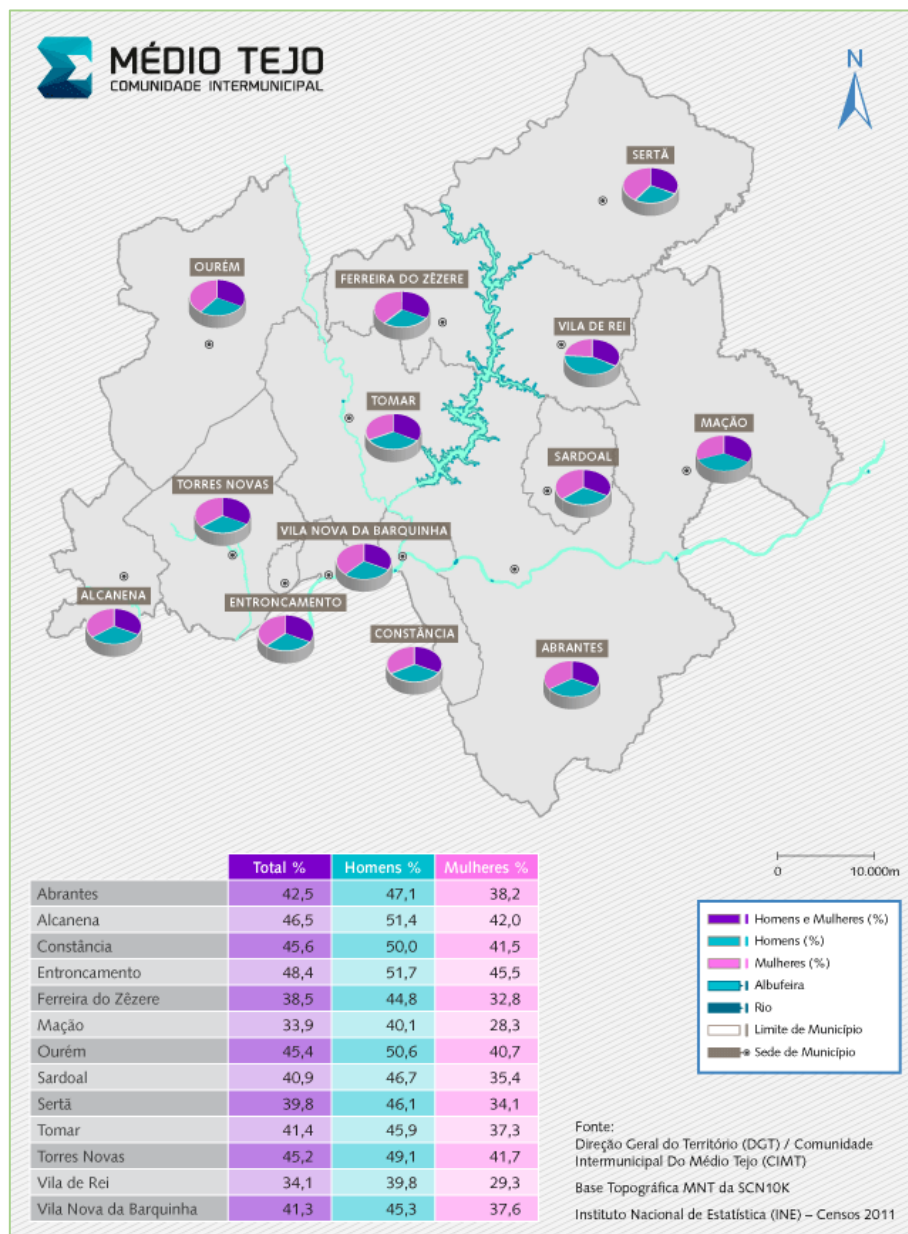 MÉDIO TEJO
COMUNIDADE INTERMUNICIPAL
N
SERTÃ
OURÉM
FERREIRA DO ZÊZERE
VILA DE REI
TOMAR
MAÇÃO
SARDOAL
TORRES NOVAS
VILA NOVA DA BARQUINHA
ALCANENA
ENTRONCAMENTO
CONSTÂNCIA
ABRANTES
Total % Homens % Mulheres %
Abrantes 42,5 47,1 38,2
Alcanena 46,5 51,4 42,0
Constância 45,6 50,0 41,5
Entroncamento 48,4 51,7 45,5
Ferreira do Zêzere 38,5 44,8 32,8
Mação 33,9 40,1 28,3
Ourém 45,4 50,6 40,7
Sardoal 40,9 46,7 35,4
Sertã 39,8 46,1 34,1
Tomar 41,4 45,9 37,3
Torres Novas 45,2 49,1 41,7
Vila de Rei 34,1 39,8 29,3
Vila Nova da Barquinha 41,3 45,3 37,6
0 10.000m
Homens e Mulheres (%)
Homens (%)
Mulheres (%)
Albufeira
Rio
Limite de Município
Sede de Município
Fonte:
Direção Geral do Território (DGT) / Comunidade
Intermunicipal Do Médio Tejo (CIMT)
Base Topográfica MNT da SCN10K
Instituto Nacional de Estatística (INE) – Censos 2011